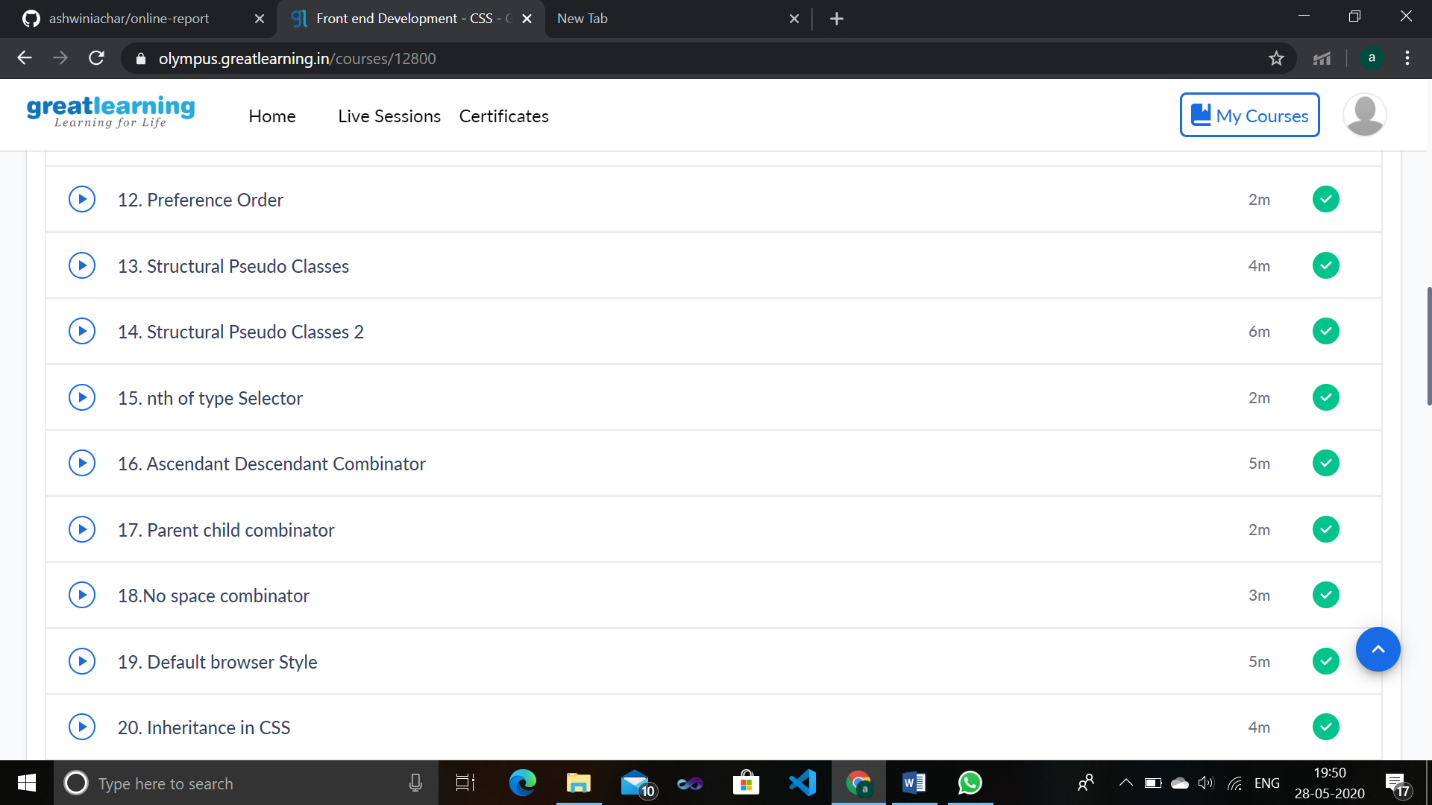 ashwiniachar/online-report
Front end Development - CSS - G
New Tab
olympus.greatlearning.in/courses/12800
a
greatlearning
Learning for Life
Home
Live Sessions
Certificates
My Courses
12. Preference Order 2m
13. Structural Pseudo Classes 4m
14. Structural Pseudo Classes 2 6m
15. nth of type Selector 2m
16. Ascendant Descendant Combinator 5m
17. Parent child combinator 2m
18.No space combinator 3m
19. Default browser Style 5m
20. Inheritance in CSS 4m
Type here to search
10
a
ENG
19:50
28-05-2020
17